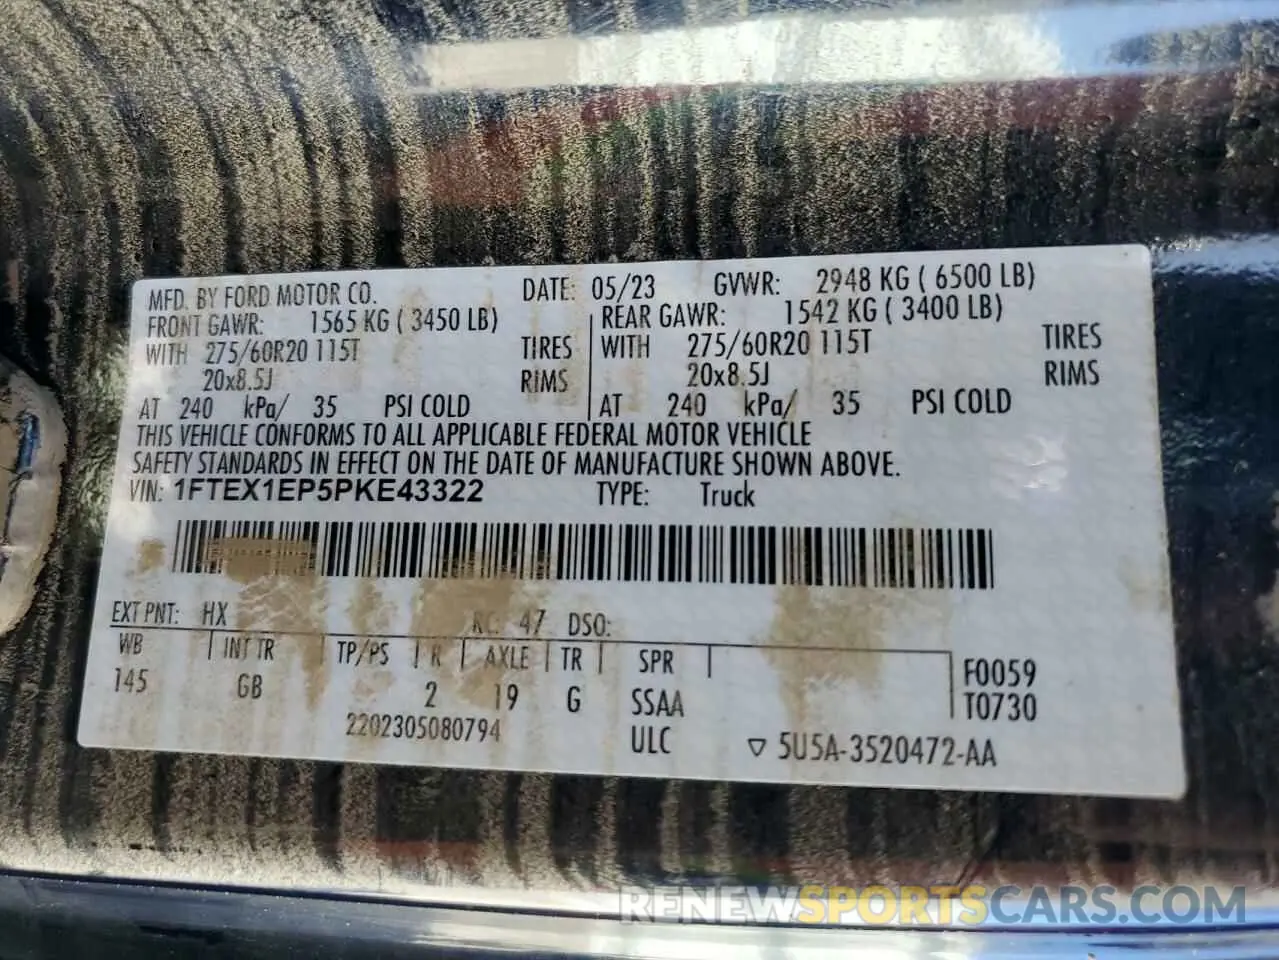 MFD. BY FORD MOTOR CO. DATE: 05/23 GVWR: 2948 KG ( 6500 LB)
FRONT GAWR: 1565 KG ( 3450 LB) REAR GAWR: 1542 KG ( 3400 LB)
WITH 275/60R20 115T TIRES WITH 275/60R20 115T TIRES
20x8.5J RIMS 20x8.5J RIMS
AT 240 kPa/ 35 PSI COLD AT 240 kPa/ 35 PSI COLD
THIS VEHICLE CONFORMS TO ALL APPLICABLE FEDERAL MOTOR VEHICLE
SAFETY STANDARDS IN EFFECT ON THE DATE OF MANUFACTURE SHOWN ABOVE.
VIN: 1FTEX1EP5PKE43322 TYPE: Truck
EXT PNT: HX RC: 47 DSO:
WB INT TR TP/PS R AXLE TR SPR F0059
145 GB 2 19 G SSAA T0730
2202305080794 ULC ▽ 5U5A-3520472-AA
RENEWSPORTSCARS.COM